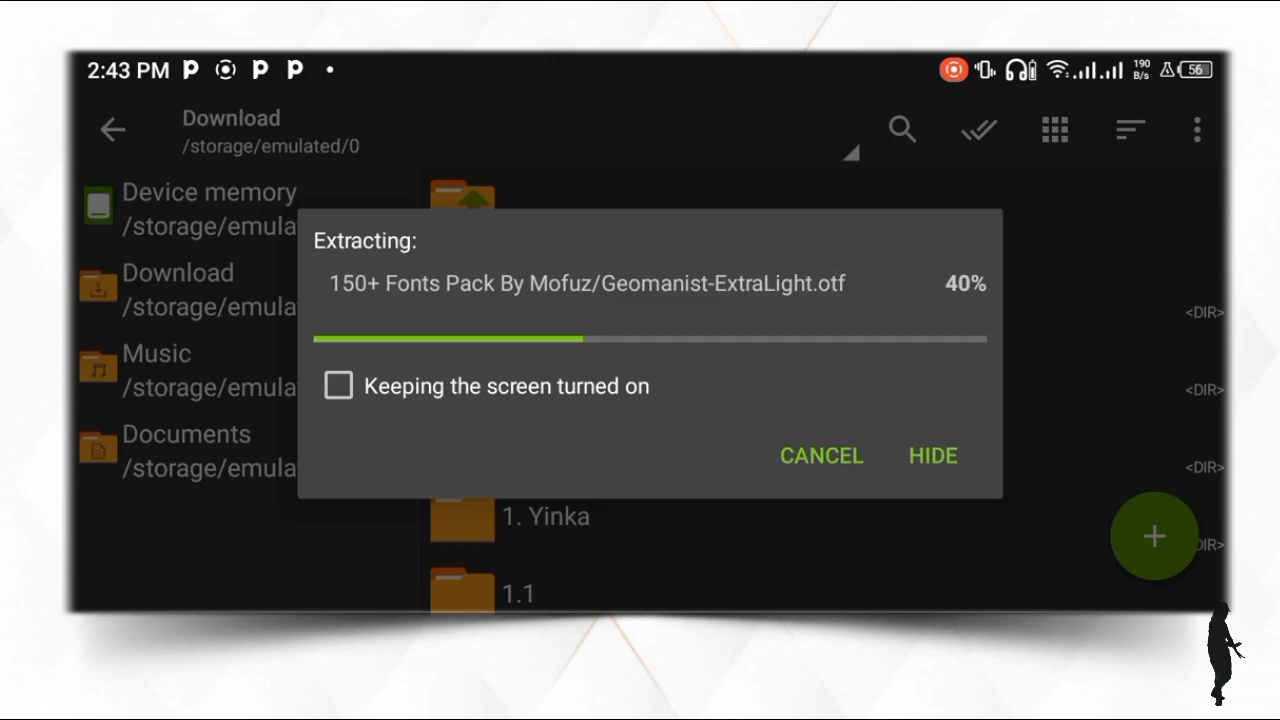 2:43 PM
190
B/s
56
Download
/storage/emulated/0
Device memory
/storage/emula
Download
/storage/emula
Music
/storage/emula
Documents
/storage/emula
Extracting:
150+ Fonts Pack By Mofuz/Geomanist-ExtraLight.otf 40%
Keeping the screen turned on
CANCEL HIDE
<DIR>
<DIR>
<DIR>
1. Yinka
DIR>
1.1